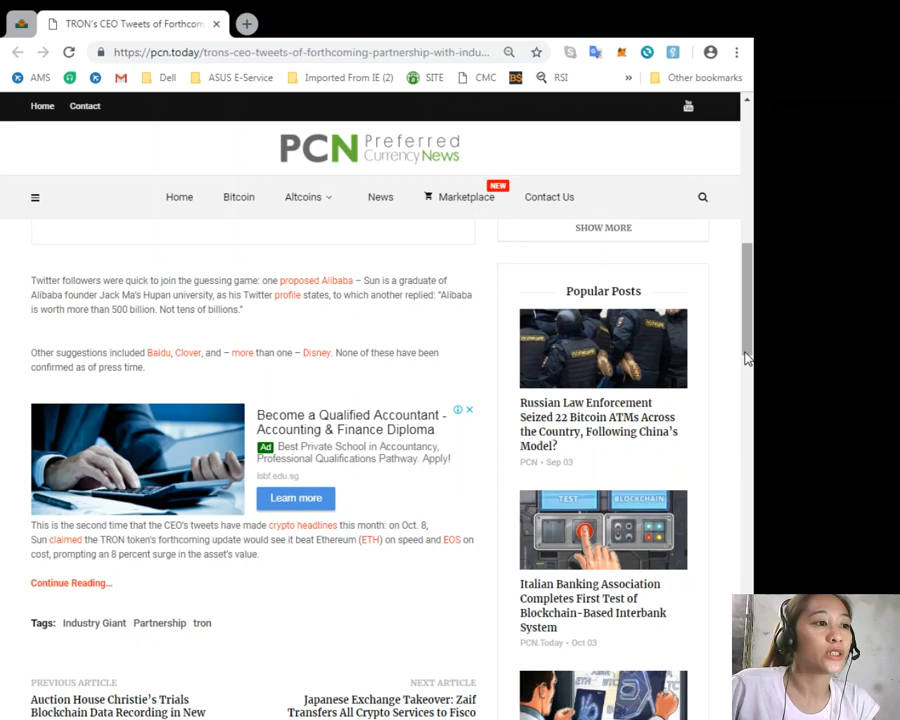 TRON's CEO Tweets of Forthcom
https://pcn.today/trons-ceo-tweets-of-forthcoming-partnership-with-indu...
AMS
Dell
ASUS E-Service
Imported From IE (2)
SITE
CMC
BS
RSI
»
Other bookmarks
Home
Contact
PCN Preferred
Currency News
Home
Bitcoin
Altcoins
News
Marketplace
NEW
Contact Us
SHOW MORE
Twitter followers were quick to join the guessing game: one proposed Alibaba – Sun is a graduate of
Alibaba founder Jack Ma's Hupan university, as his Twitter profile states, to which another replied: "Alibaba
is worth more than 500 billion. Not tens of billions."
Other suggestions included Baidu, Clover, and – more than one – Disney. None of these have been
confirmed as of press time.
Become a Qualified Accountant -
Accounting & Finance Diploma
Ad Best Private School in Accountancy,
Professional Qualifications Pathway. Apply!
lsbf.edu.sg
Learn more
This is the second time that the CEO's tweets have made crypto headlines this month: on Oct. 8,
Sun claimed the TRON token's forthcoming update would see it beat Ethereum (ETH) on speed and EOS on
cost, prompting an 8 percent surge in the asset's value.
Continue Reading...
Tags: Industry Giant Partnership tron
PREVIOUS ARTICLE
Auction House Christie's Trials
Blockchain Data Recording in New
NEXT ARTICLE
Japanese Exchange Takeover: Zaif
Transfers All Crypto Services to Fisco
Popular Posts
Russian Law Enforcement
Seized 22 Bitcoin ATMs Across
the Country, Following China's
Model?
PCN • Sep 03
TEST
BLOCKCHAIN
Italian Banking Association
Completes First Test of
Blockchain-Based Interbank
System
PCN.Today • Oct 03
ETH
BTC